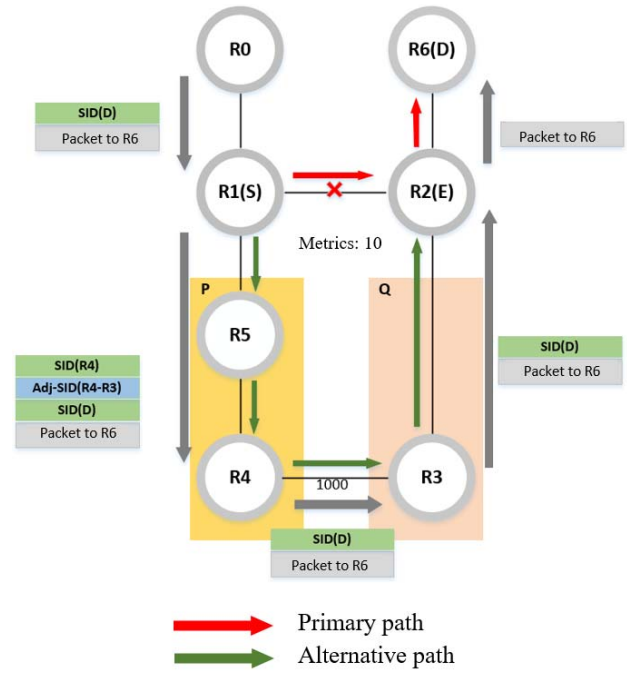 R0
R6(D)
SID(D)
Packet to R6
Packet to R6
R1(S)
R2(E)
Metrics: 10
P
Q
R5
SID(D)
Packet to R6
SID(R4)
Adj-SID(R4-R3)
SID(D)
Packet to R6
R4
R3
1000
SID(D)
Packet to R6
Primary path
Alternative path